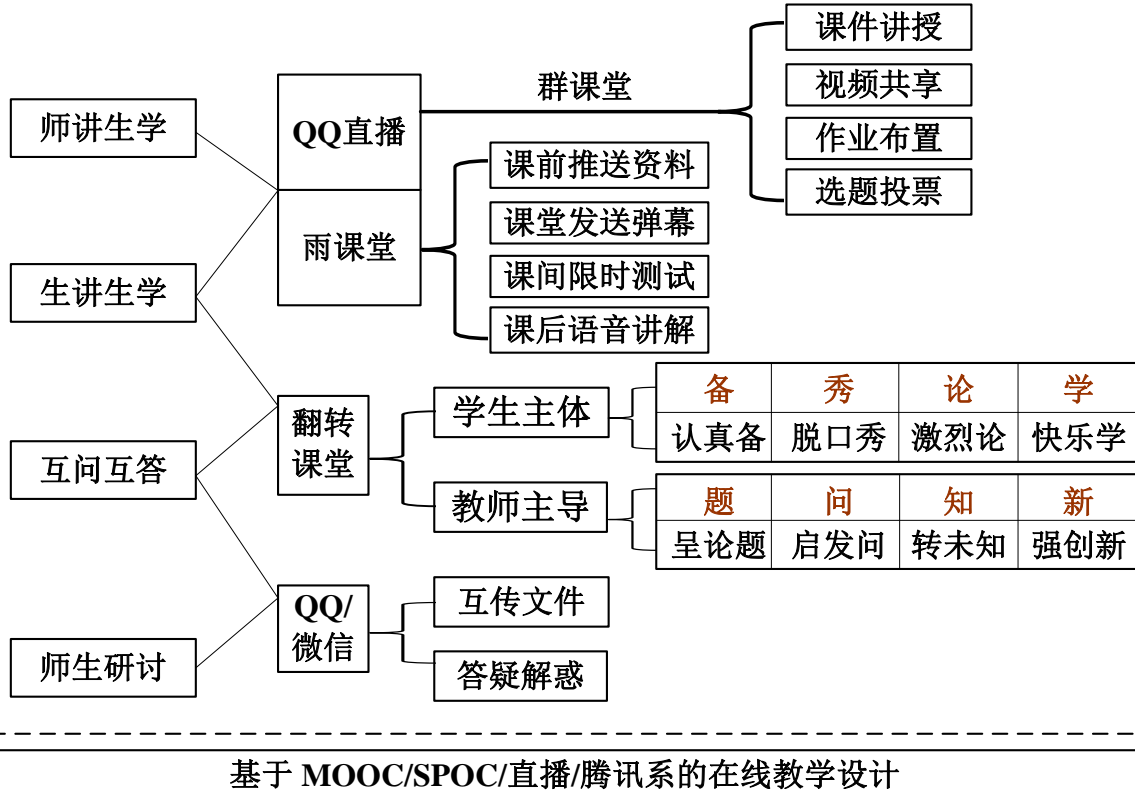 师讲生学
生讲生学
互问互答
师生研讨
QQ直播
雨课堂
群课堂
课件讲授
视频共享
作业布置
选题投票
课前推送资料
课堂发送弹幕
课间限时测试
课后语音讲解
翻转
课堂
学生主体
备 秀 论 学
认真备 脱口秀 激烈论 快乐学
教师主导
题 问 知 新
呈论题 启发问 转未知 强创新
QQ/
微信
互传文件
答疑解惑
基于 MOOC/SPOC/直播/腾讯系的在线教学设计